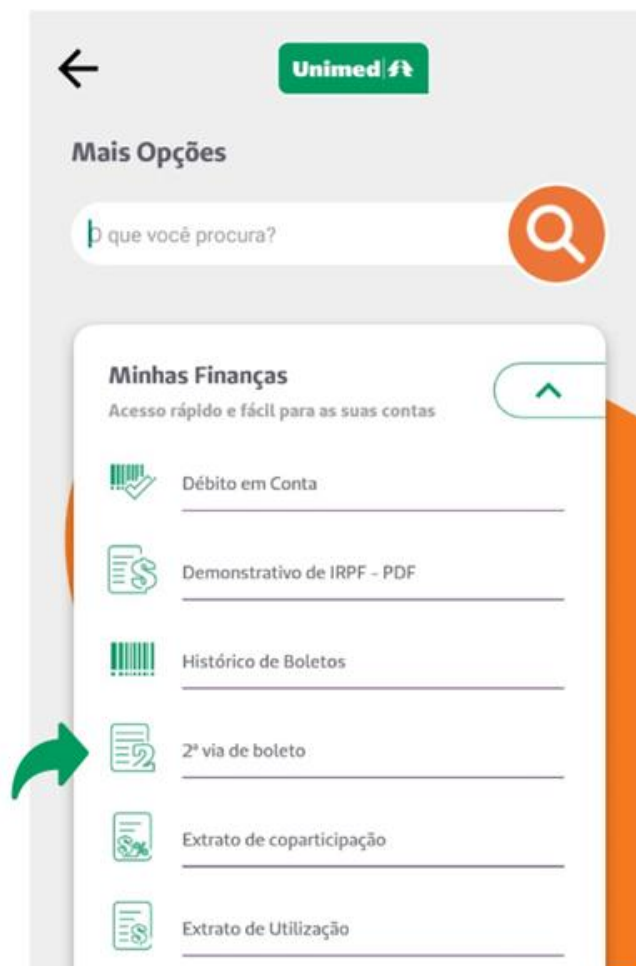 Unimed
Mais Opções
O que você procura?
Minhas Finanças
Acesso rápido e fácil para as suas contas
Débito em Conta
Demonstrativo de IRPF - PDF
Histórico de Boletos
2ª via de boleto
Extrato de coparticipação
Extrato de Utilização